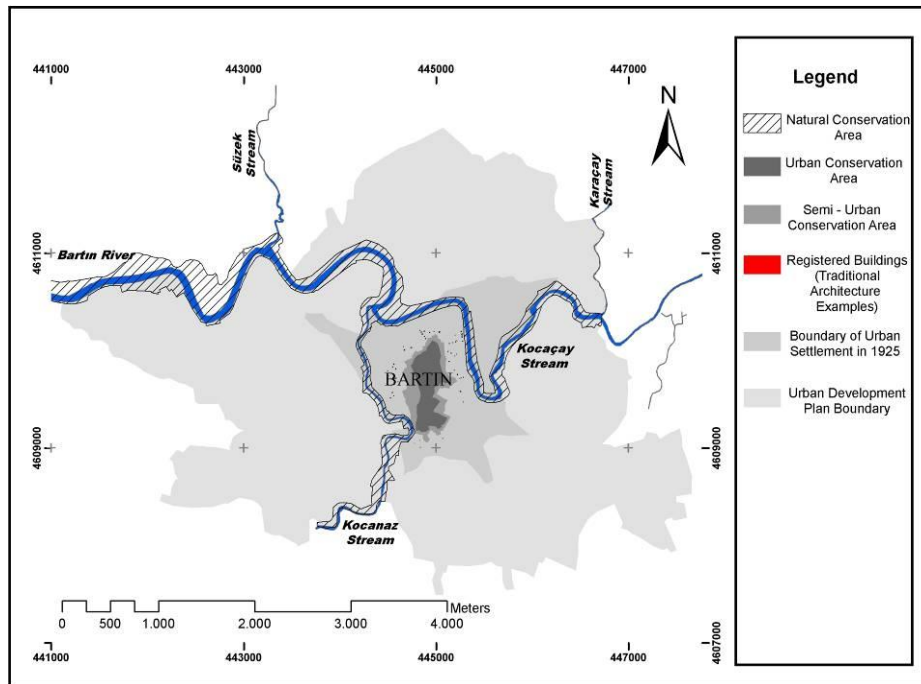 441000
443000
445000
447000
N
Süzek
Stream
Karaçay
Stream
Bartın River
4611000
4611000
Kocaçay
Stream
BARTIN
4609000
4609000
Kocanaz
Stream
Meters
0
500
1.000
2.000
3.000
4.000
4607000
441000
443000
445000
447000
Legend
Natural Conservation
Area
Urban Conservation
Area
Semi - Urban
Conservation Area
Registered Buildings
(Traditional
Architecture
Examples)
Boundary of Urban
Settlement in 1925
Urban Development
Plan Boundary